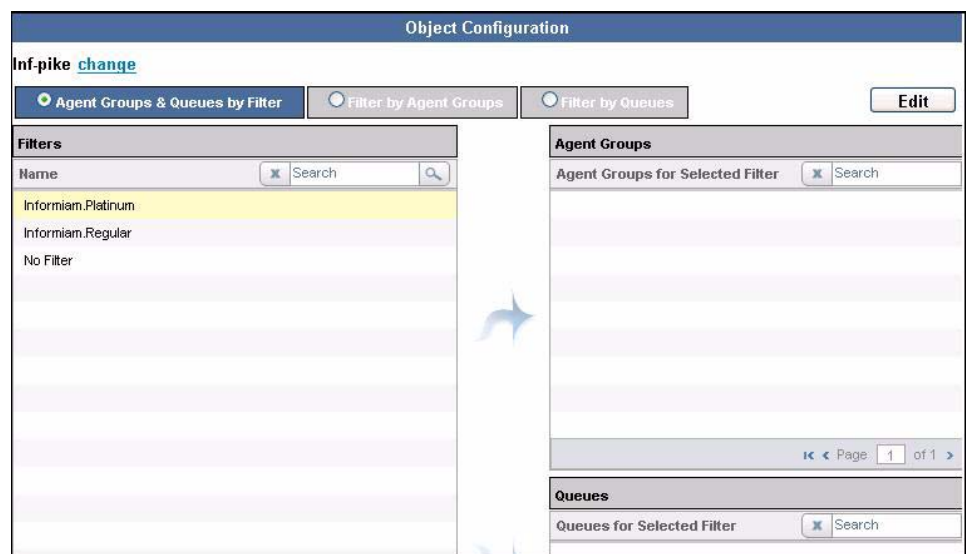 Object Configuration
Inf-pike change
Agent Groups & Queues by Filter Filter by Agent Groups Filter by Queues Edit
Filters
Name x Search
Informiam.Platinum
Informiam.Regular
No Filter
Agent Groups
Agent Groups for Selected Filter x Search
Page 1 of 1
Queues
Queues for Selected Filter x Search